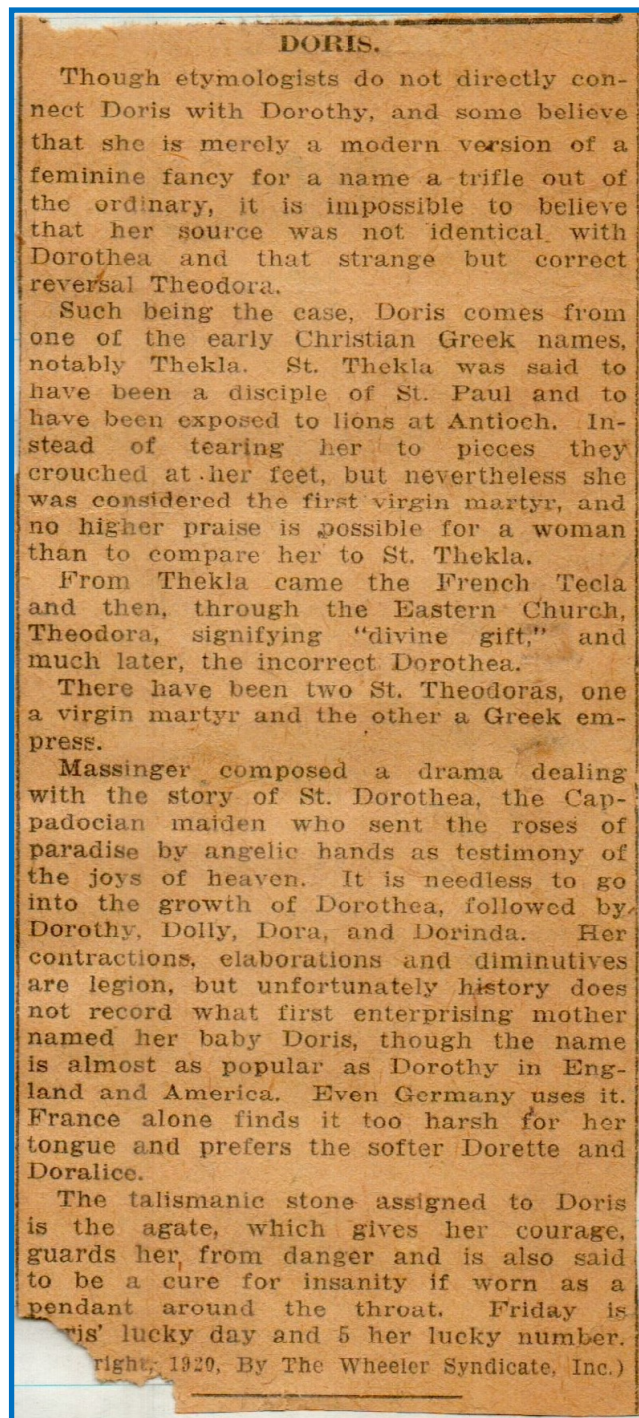 DORIS.
Though etymologists do not directly con-
nect Doris with Dorothy, and some believe
that she is merely a modern version of a
feminine fancy for a name a trifle out of
the ordinary, it is impossible to believe
that her source was not identical with
Dorothea and that strange but correct
reversal Theodora.
Such being the case, Doris comes from
one of the early Christian Greek names,
notably Thekla. St. Thekla was said to
have been a disciple of St. Paul and to
have been exposed to lions at Antioch. In-
stead of tearing her to pieces they
crouched at her feet, but nevertheless she
was considered the first virgin martyr, and
no higher praise is possible for a woman
than to compare her to St. Thekla.
From Thekla came the French Tecla
and then, through the Eastern Church,
Theodora, signifying "divine gift," and
much later, the incorrect Dorothea.
There have been two St. Theodoras, one
a virgin martyr and the other a Greek em-
press.
Massinger composed a drama dealing
with the story of St. Dorothea, the Cap-
padocian maiden who sent the roses of
paradise by angelic hands as testimony of
the joys of heaven. It is needless to go
into the growth of Dorothea, followed by
Dorothy, Dolly, Dora, and Dorinda. Her
contractions, elaborations and diminutives
are legion, but unfortunately history does
not record what first enterprising mother
named her baby Doris, though the name
is almost as popular as Dorothy in Eng-
land and America. Even Germany uses it.
France alone finds it too harsh for her
tongue and prefers the softer Dorette and
Doralice.
The talismanic stone assigned to Doris
is the agate, which gives her courage,
guards her from danger and is also said
to be a cure for insanity if worn as a
pendant around the throat. Friday is
ris' lucky day and 5 her lucky number.
right, 1920, By The Wheeler Syndicate, Inc.)